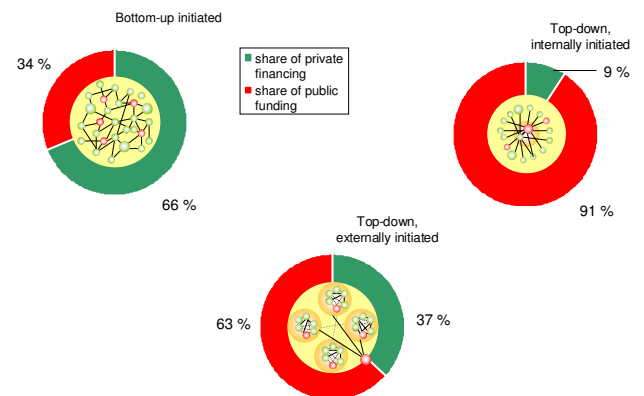 Bottom-up initiated
34 %
66 %
share of private
financing
share of public
funding
Top-down,
internally initiated
9 %
91 %
Top-down,
externally initiated
63 %
37 %